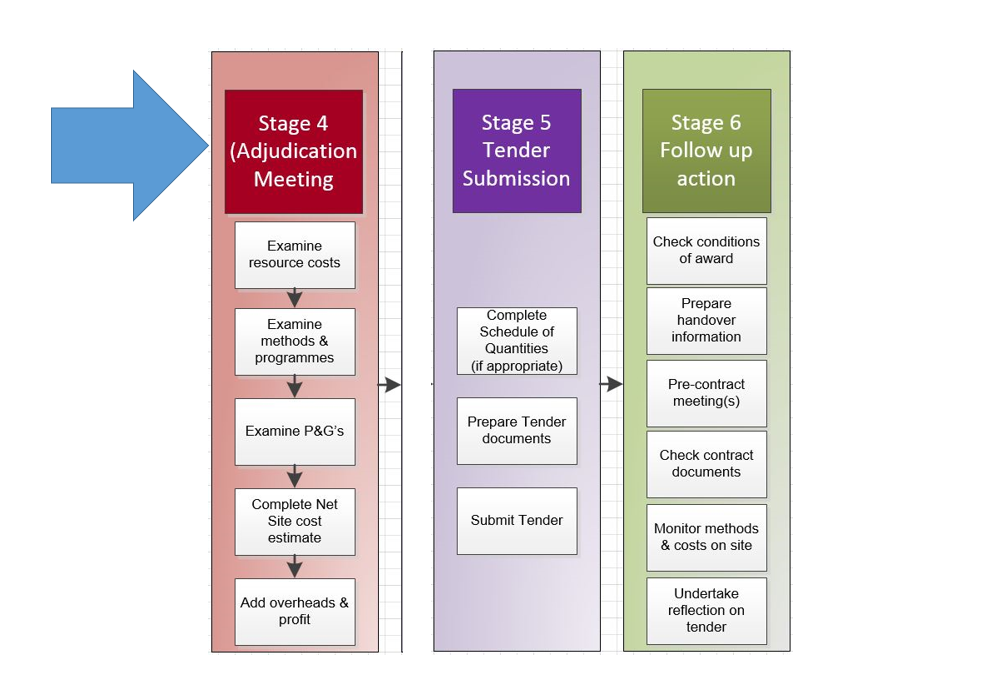 Stage 4
(Adjudication
Meeting
Examine
resource costs
Examine
methods &
programmes
Examine P&G's
Complete Net
Site cost
estimate
Add overheads &
profit
Stage 5
Tender
Submission
Complete
Schedule of
Quantities
(if appropriate)
Prepare Tender
documents
Submit Tender
Stage 6
Follow up
action
Check conditions
of award
Prepare
handover
information
Pre-contract
meeting(s)
Check contract
documents
Monitor methods
& costs on site
Undertake
reflection on
tender